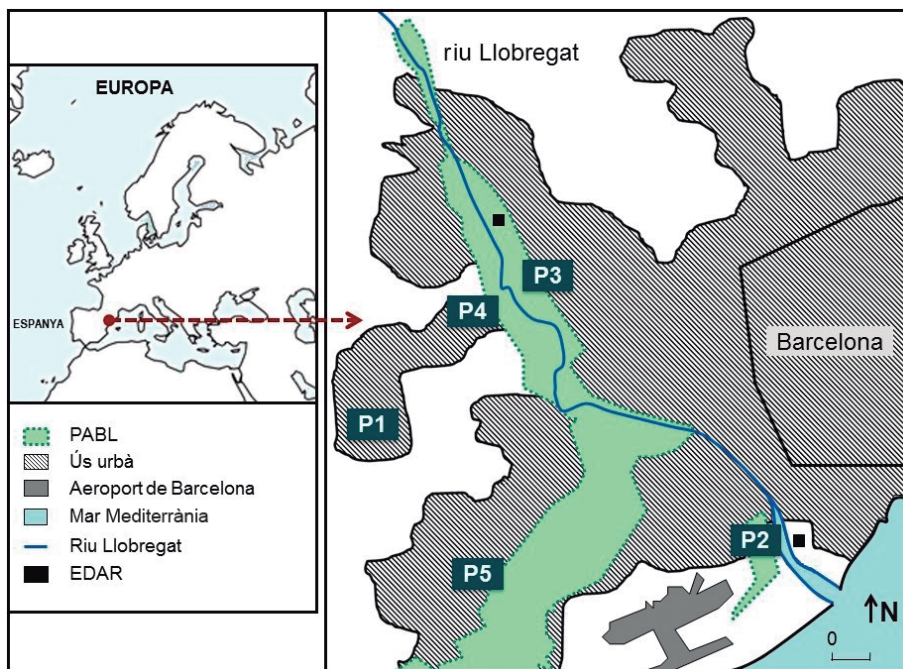 EUROPA
ESPANYA
PABL
Ús urbà
Aeroport de Barcelona
Mar Mediterrània
Riu Llobregat
EDAR
riu Llobregat
P3
P4
Barcelona
P1
P2
P5
↑N
0